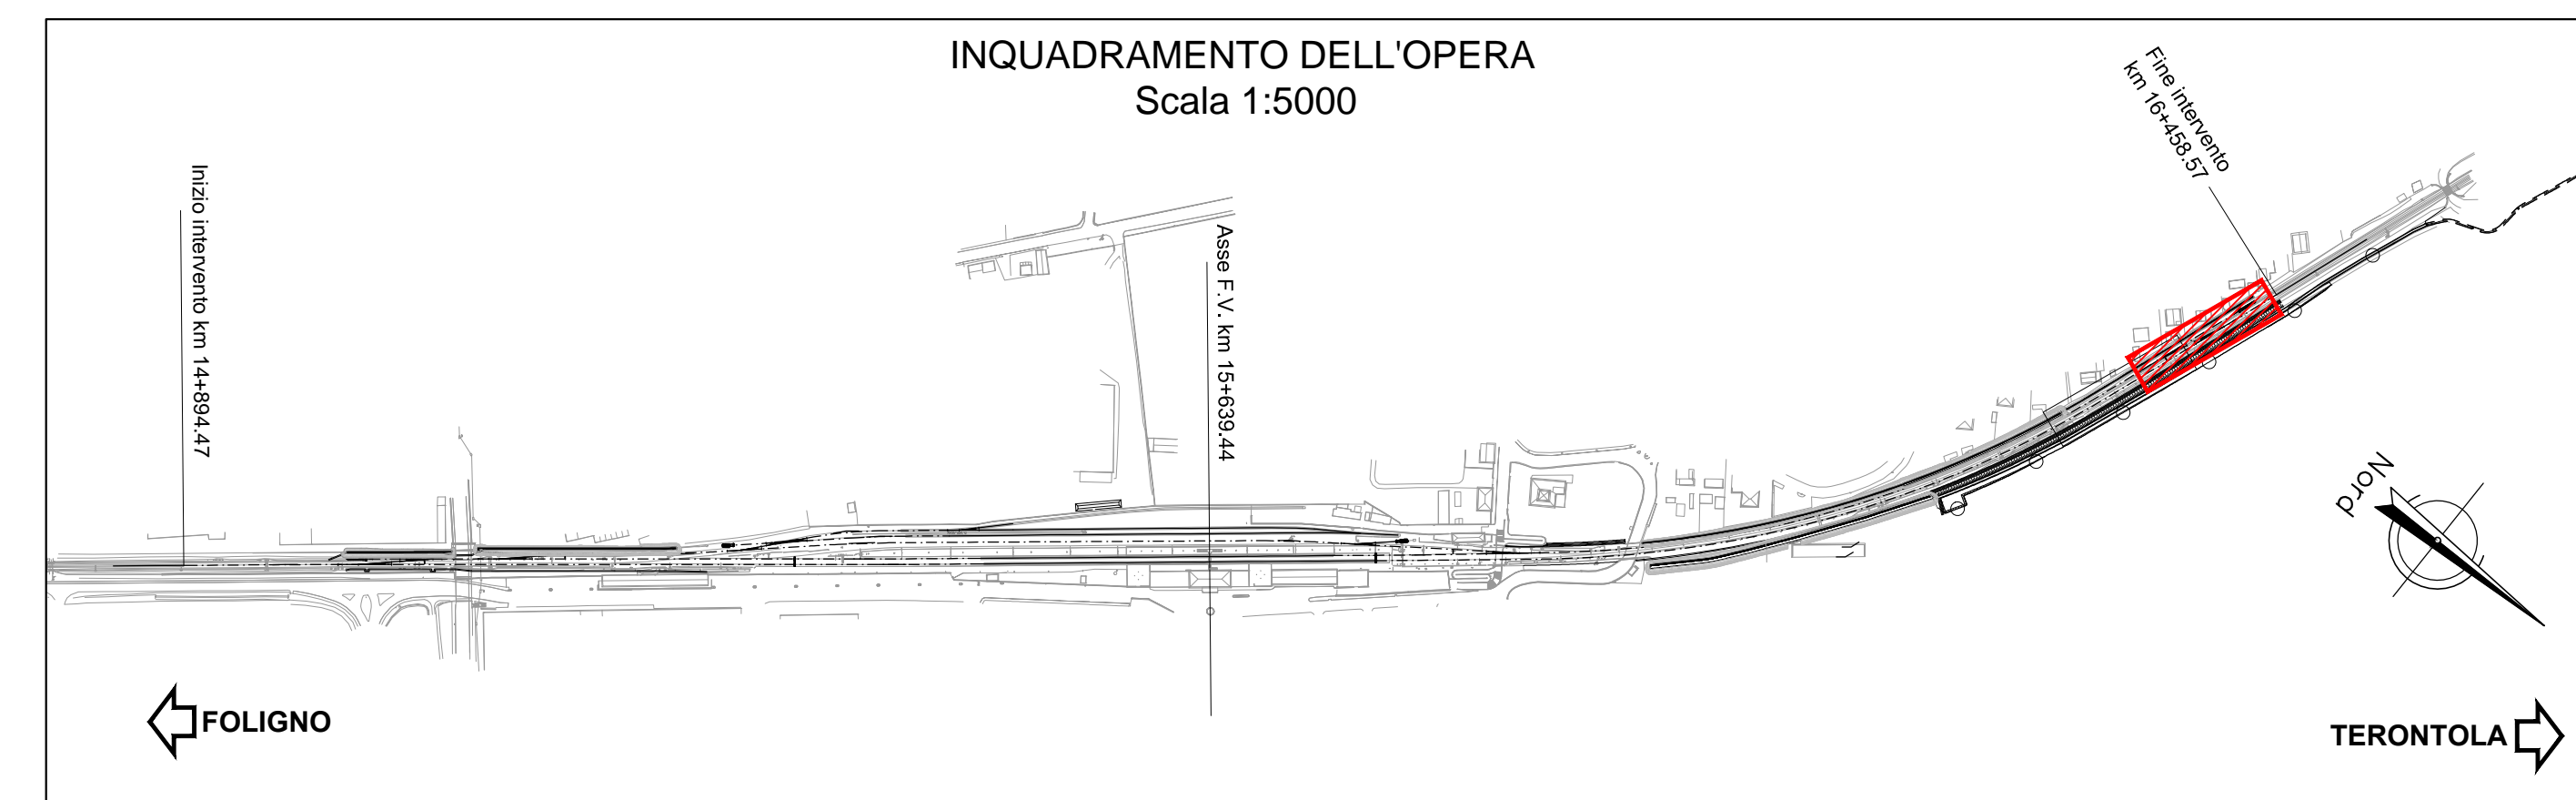 INQUADRAMENTO DELL'OPERA
Scala 1:5000
Inizio intervento km 14+894.47
Asse F.V. km 15+639.44
Fine intervento
km 16+458.57
Nord
FOLIGNO
TERONTOLA